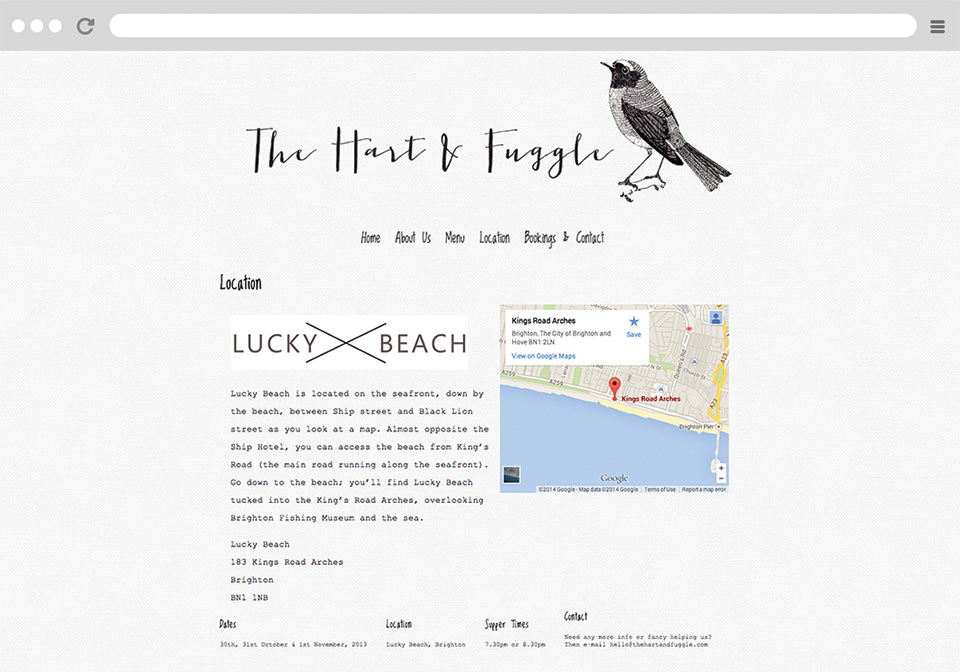 The Hart & Fuggle
Home About Us Menu Location Bookings & Contact
Location
LUCKY BEACH
Lucky Beach is located on the seafront, down by
the beach, between Ship street and Black Lion
street as you look at a map. Almost opposite the
Ship Hotel, you can access the beach from King's
Road (the main road running along the seafront).
Go down to the beach; you'll find Lucky Beach
tucked into the King's Road Arches, overlooking
Brighton Fishing Museum and the sea.
Lucky Beach
183 Kings Road Arches
Brighton
BN1 1NB
Kings Road Arches
Save
Brighton, The City of Brighton and
Hove BN1 2LN
View on Google Maps
A259
A259
Church St
Queen's Rd
A23
A23
Kings Road Arches
Brighton Pier
+
-
Google
©2014 Google - Map data ©2014 Google Terms of Use Report a map error
Dates
30th, 31st October & 1st November, 2013
Location
Lucky Beach, Brighton
Supper Times
7.30pm or 8.30pm
Contact
Need any more info or fancy helping us?
Then e-mail hello@thehartandfuggle.com